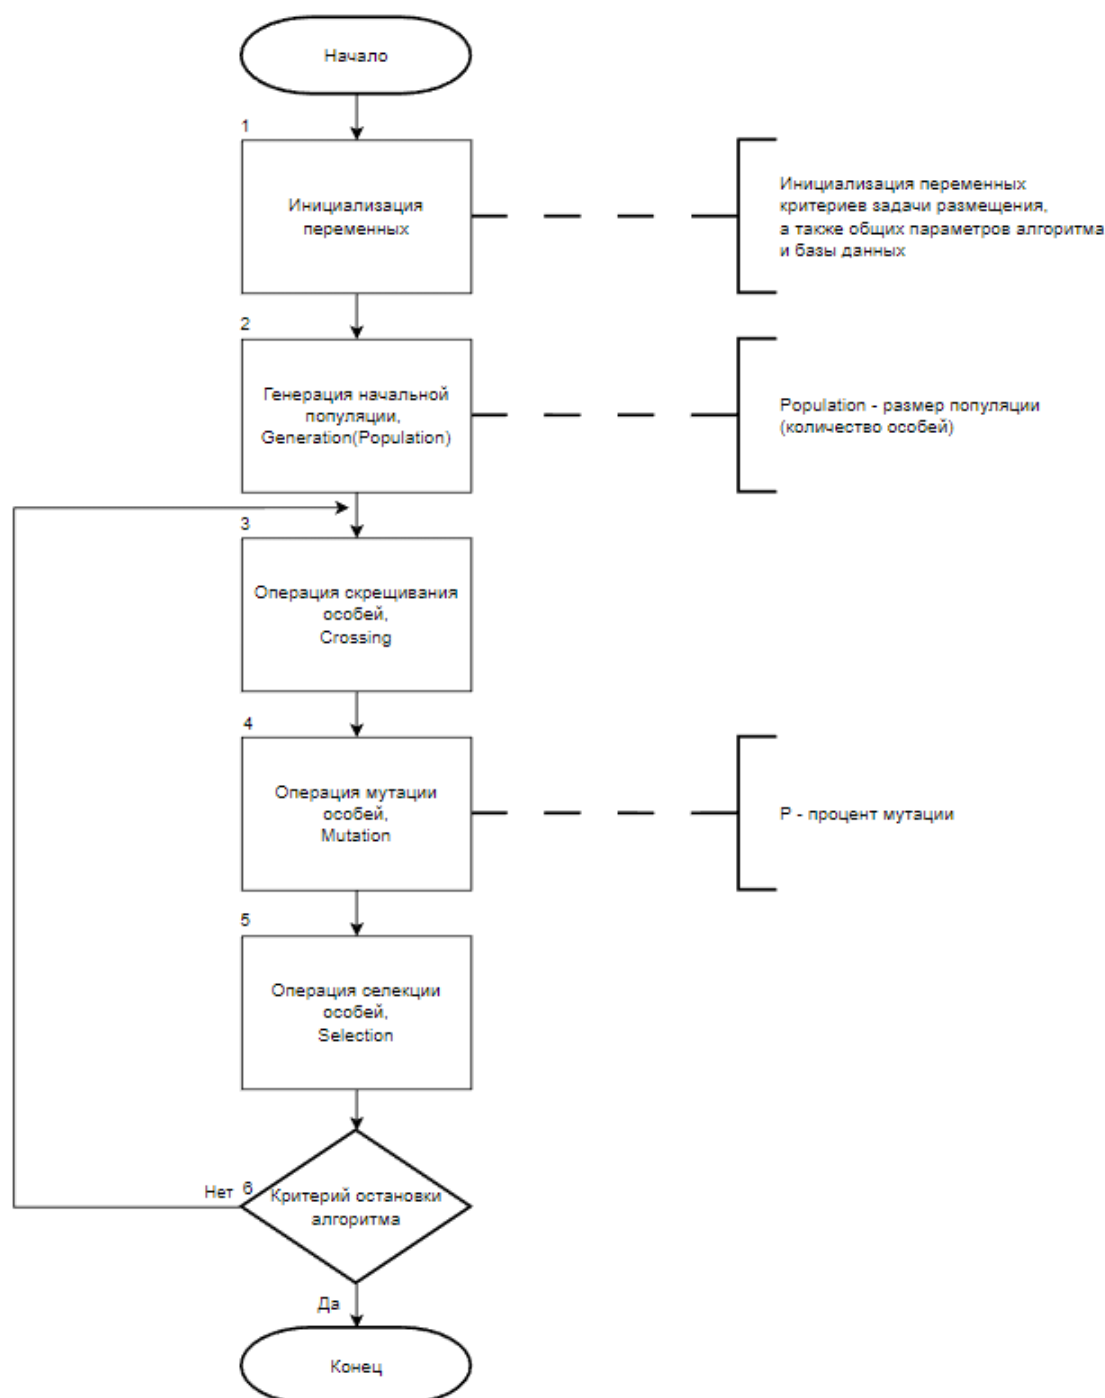 Начало
1
Инициализация
переменных
Инициализация переменных
критериев задачи размещения,
а также общих параметров алгоритма
и базы данных
2
Генерация начальной
популяции,
Generation(Population)
Population - размер популяции
(количество особей)
3
Операция скрещивания
особей,
Crossing
4
Операция мутации
особей,
Mutation
P - процент мутации
5
Операция селекции
особей,
Selection
Нет
6
Критерий остановки
алгоритма
Да
Конец